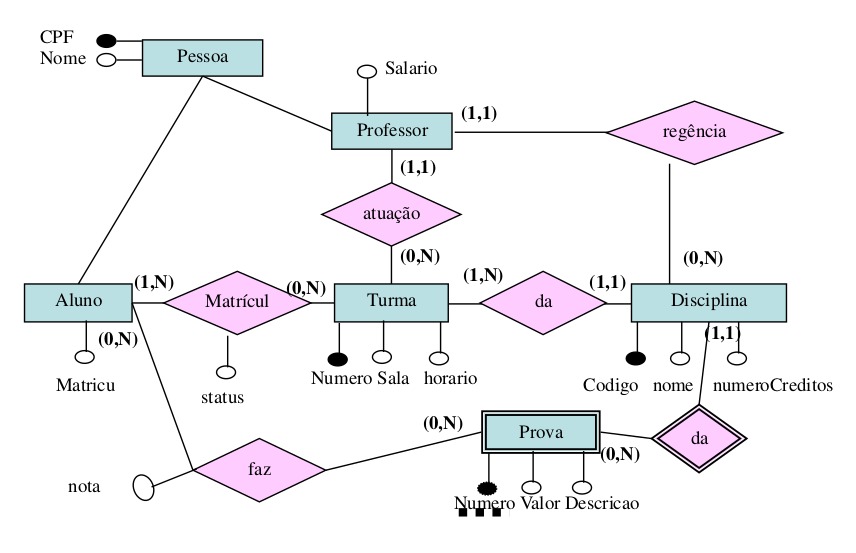 CPF
Nome
Pessoa
Salario
Professor
(1,1)
regência
(1,1)
atuação
(0,N)
(0,N)
Aluno
(1,N)
Matrícul
(0,N)
Turma
(1,N)
da
(1,1)
Disciplina
(0,N)
(1,1)
Matricu
status
Numero Sala horario
Codigo nome numeroCreditos
(0,N)
Prova
(0,N)
da
faz
nota
Numero Valor Descricao